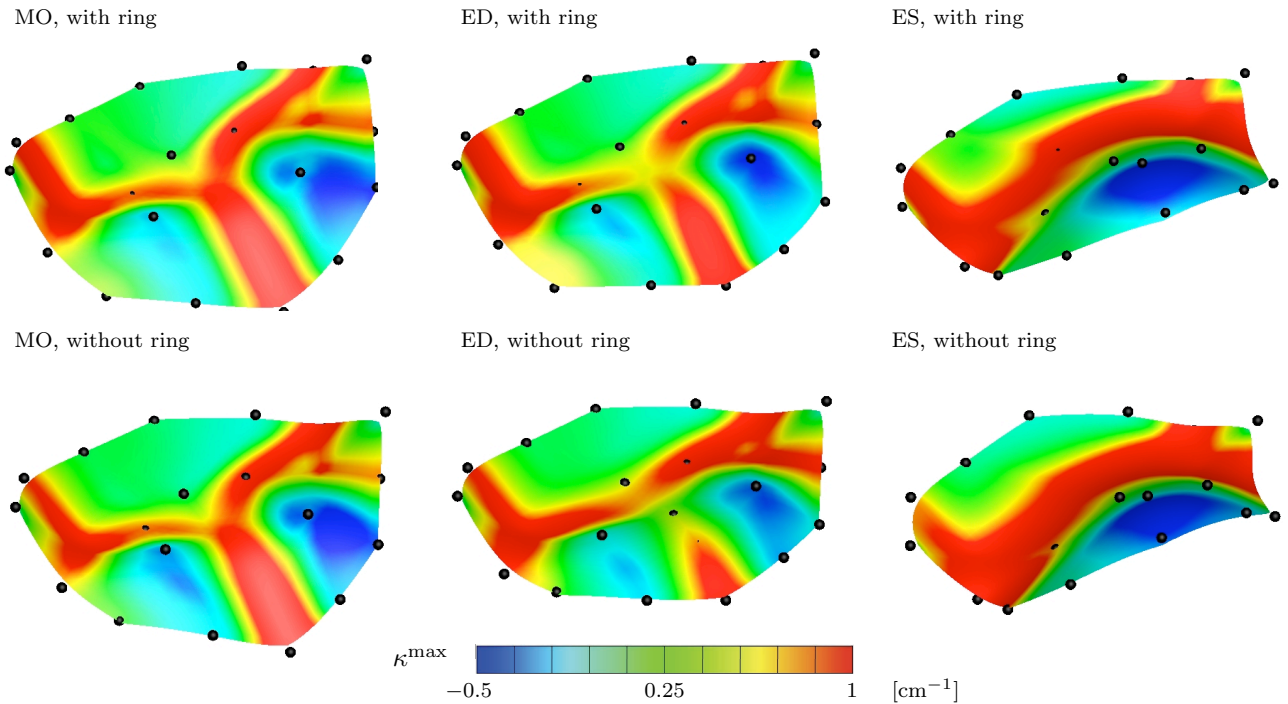 MO, with ring
ED, with ring
ES, with ring
MO, without ring
ED, without ring
ES, without ring
κmax
−0.5 0.25 1 [cm−1]